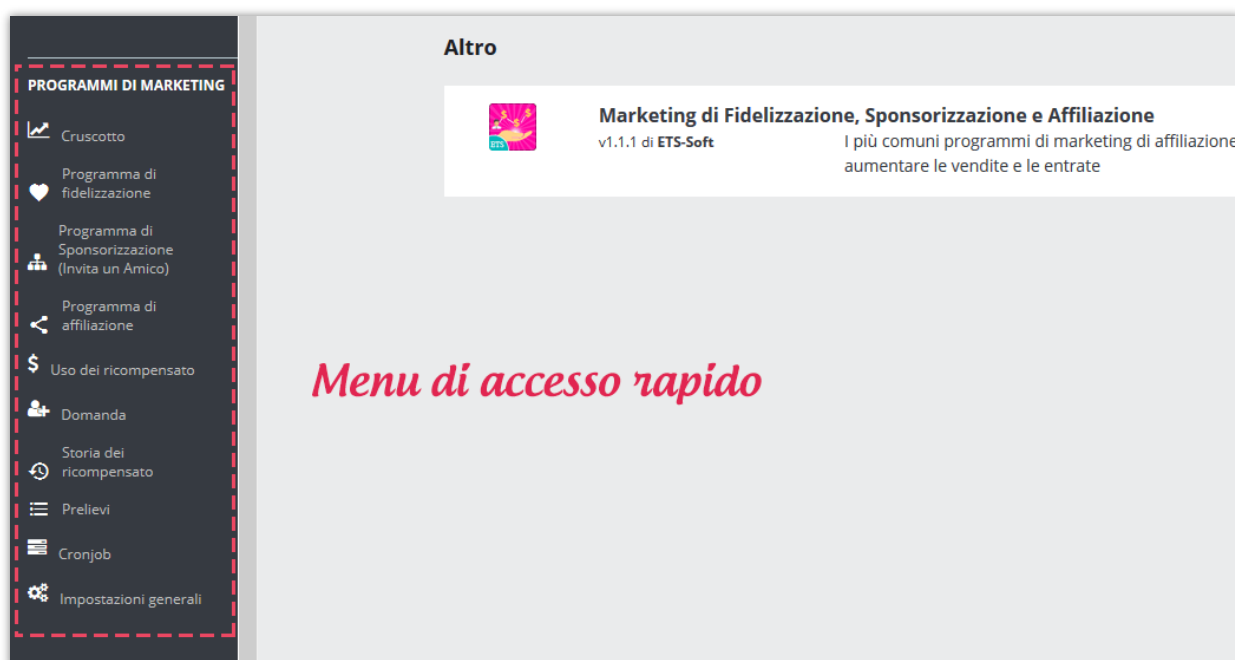 PROGRAMMI DI MARKETING
Cruscotto
Programma di
fidelizzazione
Programma di
Sponsorizzazione
(Invita un Amico)
Programma di
affiliazione
Uso dei ricompensato
Domanda
Storia dei
ricompensato
Prelievi
Cronjob
Impostazioni generali
Altro
ETS
Marketing di Fidelizzazione, Sponsorizzazione e Affiliazione
v1.1.1 di ETS-Soft
I più comuni programmi di marketing di affiliazione
aumentare le vendite e le entrate
Menu di accesso rapido